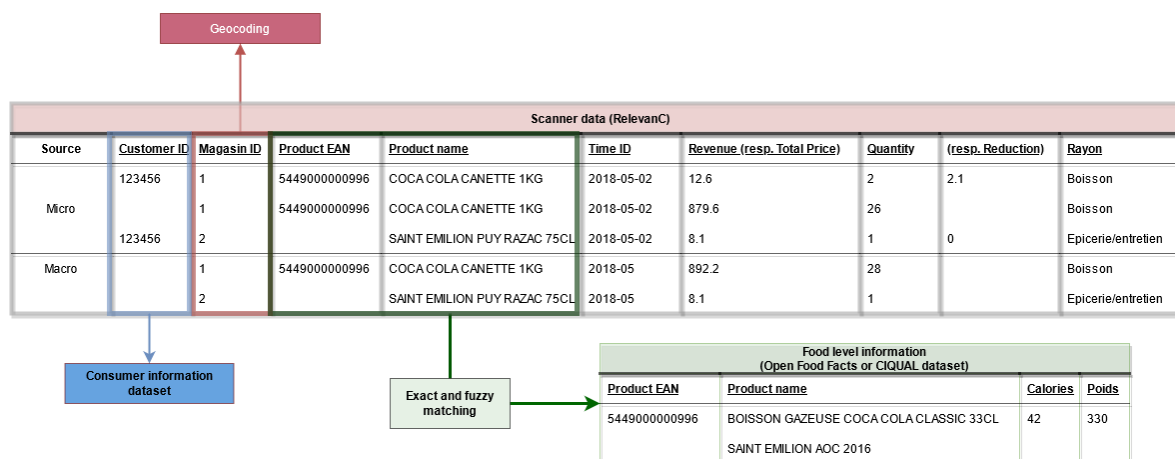 Geocoding
Scanner data (RelevanC)
Source Customer ID Magasin ID Product EAN Product name Time ID Revenue (resp. Total Price) Quantity (resp. Reduction) Rayon
123456 1 5449000000996 COCA COLA CANETTE 1KG 2018-05-02 12.6 2 2.1 Boisson
Micro 1 5449000000996 COCA COLA CANETTE 1KG 2018-05-02 879.6 26 Boisson
123456 2 SAINT EMILION PUY RAZAC 75CL 2018-05-02 8.1 1 0 Epicerie/entretien
Macro 1 5449000000996 COCA COLA CANETTE 1KG 2018-05 892.2 28 Boisson
2 SAINT EMILION PUY RAZAC 75CL 2018-05 8.1 1 Epicerie/entretien
Consumer information
dataset
Exact and fuzzy
matching
Food level information
(Open Food Facts or CIQUAL dataset)
Product EAN Product name Calories Poids
5449000000996 BOISSON GAZEUSE COCA COLA CLASSIC 33CL 42 330
SAINT EMILION AOC 2016